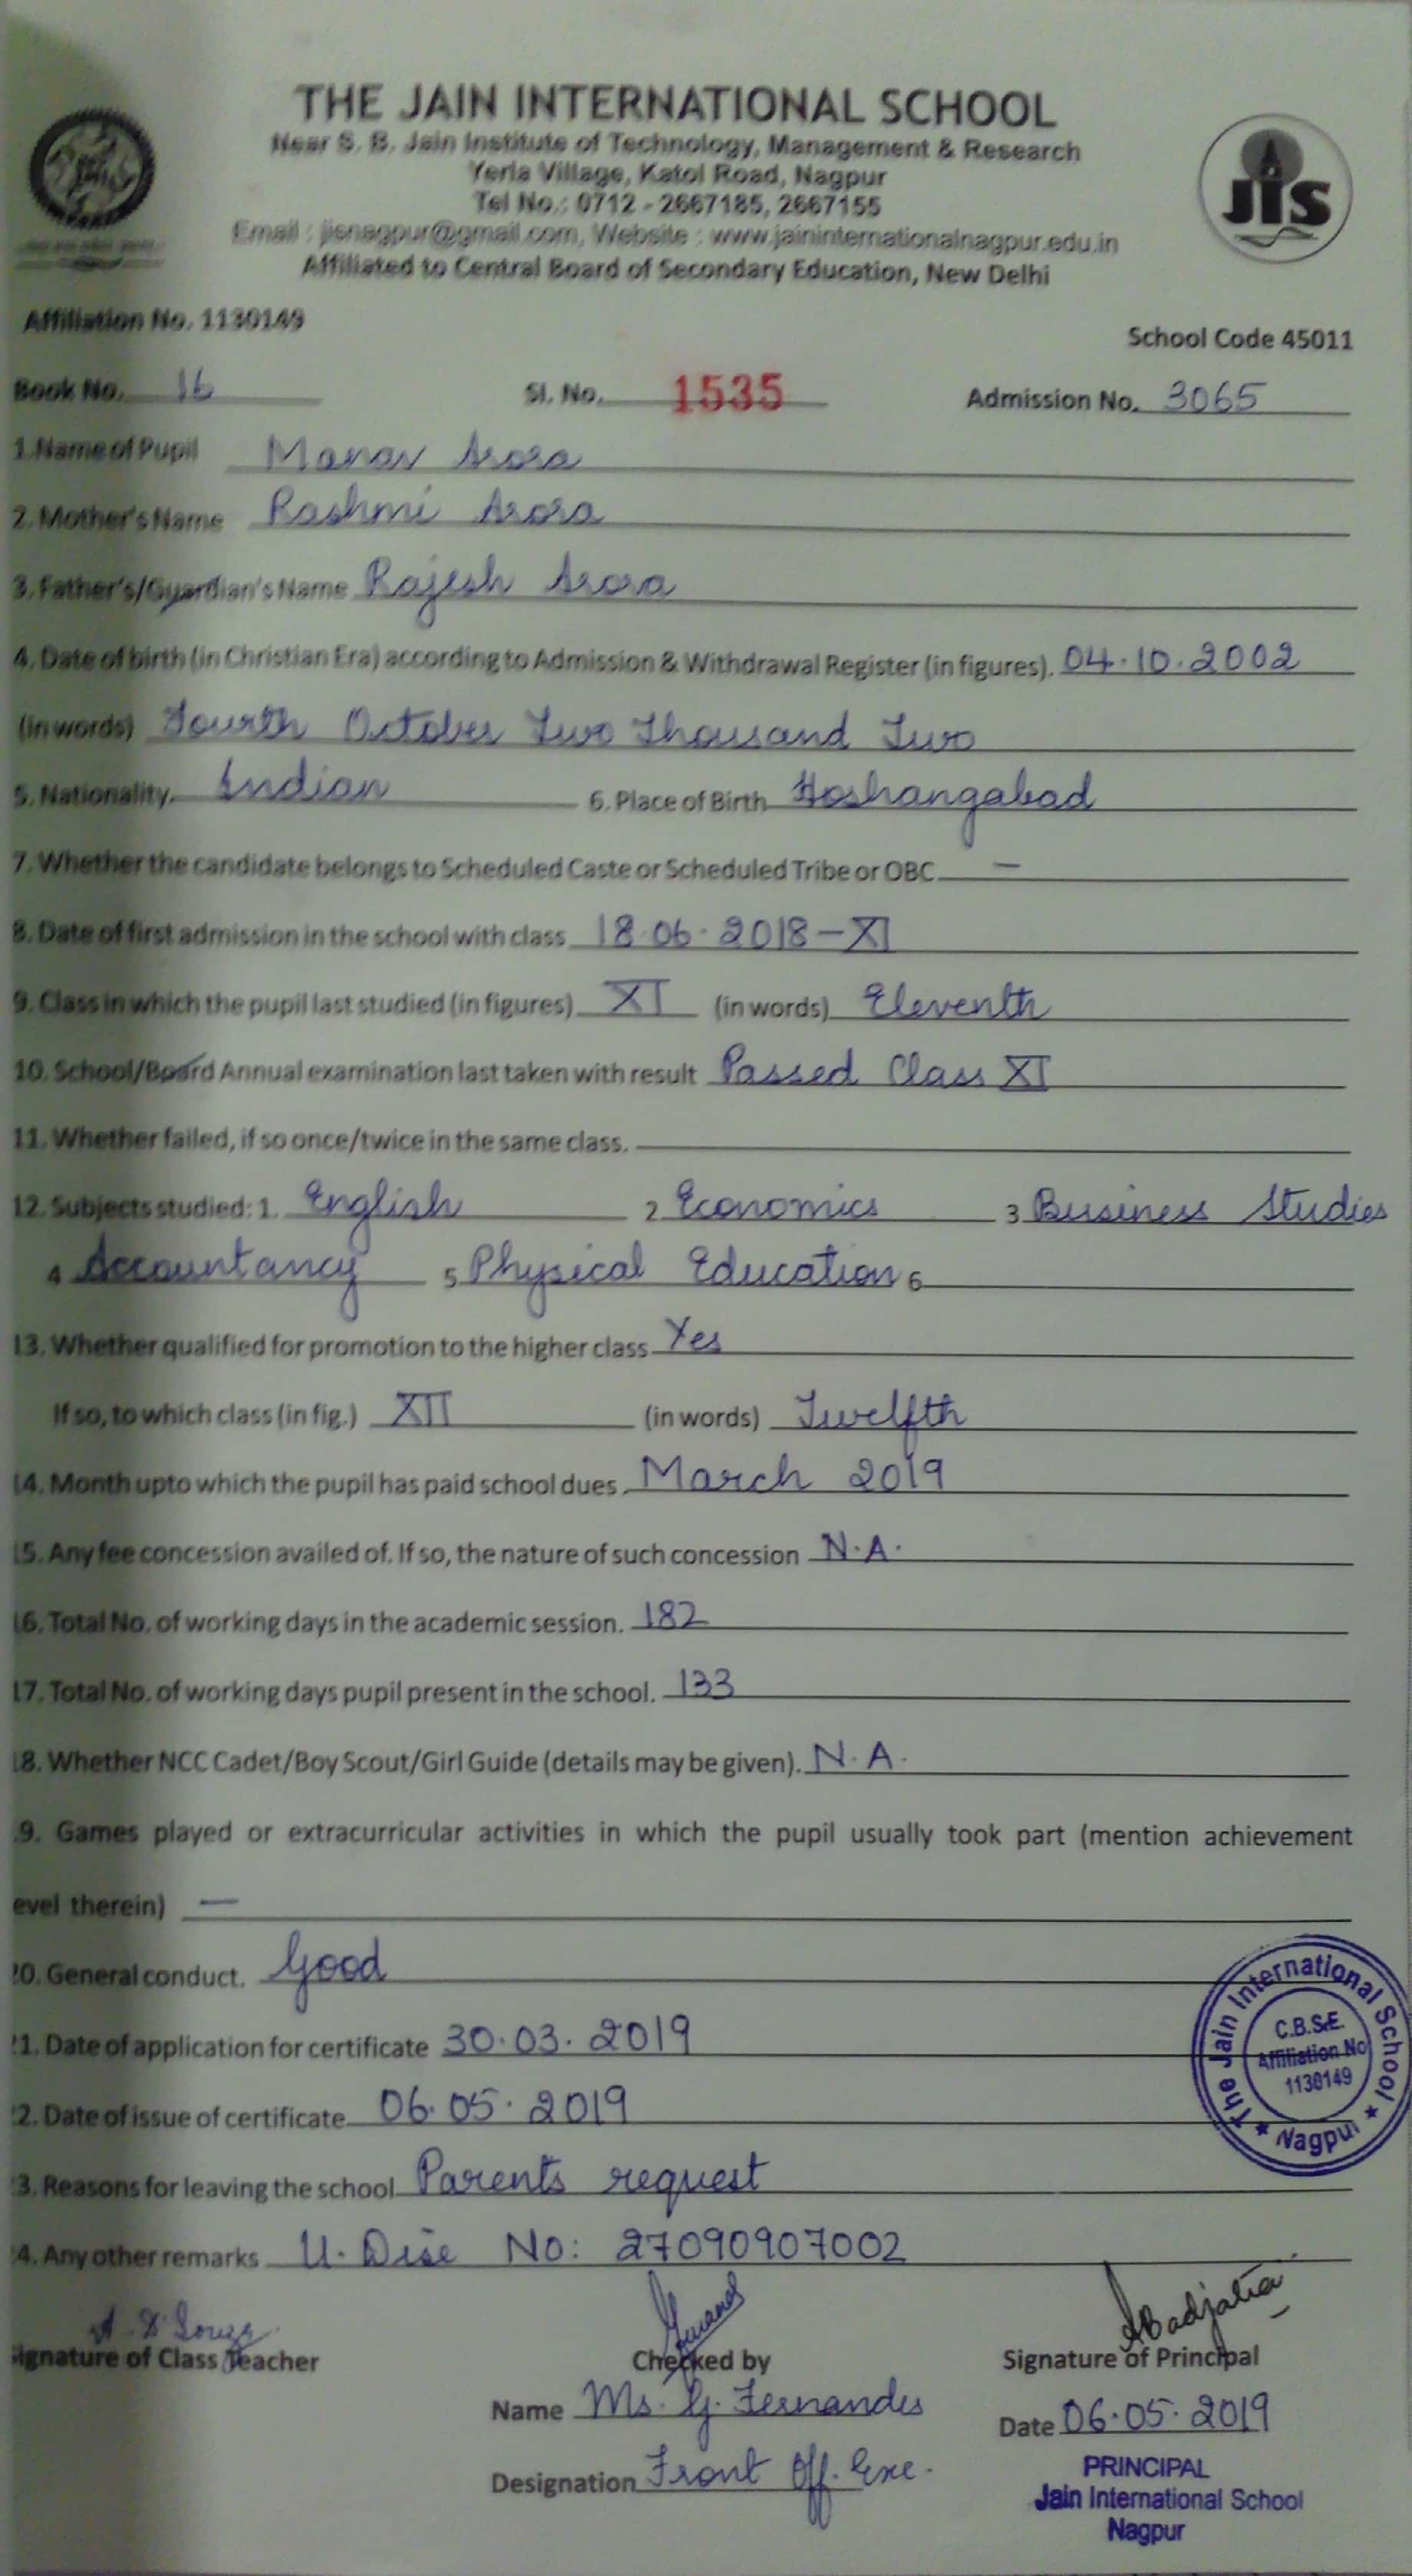 THE JAIN INTERNATIONAL SCHOOL
Near S. B. Jain Institute of Technology, Management & Research
Yerla Village, Katol Road, Nagpur
Tel No.: 0712 - 2667185, 2667155
Email : jisnagpur@gmail.com, Website : www.jaininternationalnagpur.edu.in
Affiliated to Central Board of Secondary Education, New Delhi
JIS
Affiliation No. 1130149
School Code 45011
Book No. 16 Sl. No. 1535 Admission No. 3065
1.Name of Pupil Manav Arora
2. Mother's Name Rashmi Arora
3. Father's/Guardian's Name Rajesh Arora
4. Date of birth (in Christian Era) according to Admission & Withdrawal Register (in figures). 04.10.2002
(in words) Fourth October Two Thousand Two
5. Nationality Indian 6. Place of Birth Hoshangabad
7. Whether the candidate belongs to Scheduled Caste or Scheduled Tribe or OBC —
8. Date of first admission in the school with class 18.06.2018 – XI
9. Class in which the pupil last studied (in figures) XI (in words) Eleventh
10. School/Board Annual examination last taken with result Passed Class XI
11. Whether failed, if so once/twice in the same class.
12. Subjects studied: 1. English 2 Economics 3 Business Studies
4 Accountancy 5 Physical Education 6
13. Whether qualified for promotion to the higher class Yes
If so, to which class (in fig.) XII (in words) Twelfth
14. Month upto which the pupil has paid school dues. March 2019
15. Any fee concession availed of. If so, the nature of such concession N.A.
16. Total No. of working days in the academic session. 182
17. Total No. of working days pupil present in the school. 133
18. Whether NCC Cadet/Boy Scout/Girl Guide (details may be given). N.A.
9. Games played or extracurricular activities in which the pupil usually took part (mention achievement
evel therein) —
20. General conduct. Good
21. Date of application for certificate 30.03.2019
22. Date of issue of certificate 06.05.2019
23. Reasons for leaving the school Parents request
24. Any other remarks U. Dise No: 27090907002
The Jain International School ★ Nagpur ★
C.B.S.E.
Affiliation No
1130149
A. D'Souza
Signature of Class Teacher Checked by Signature of Principal
Name Ms. G. Fernandes
Date 06.05.2019
Designation Front Off. Exe.
PRINCIPAL
Jain International School
Nagpur